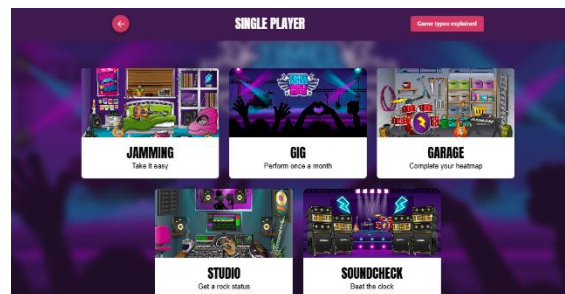 SINGLE PLAYER
Game types explained
JAMMING
Take it easy
GIG
Perform once a month
GARAGE
Complete your heatmap
STUDIO
Get a rock status
SOUNDCHECK
Beat the clock